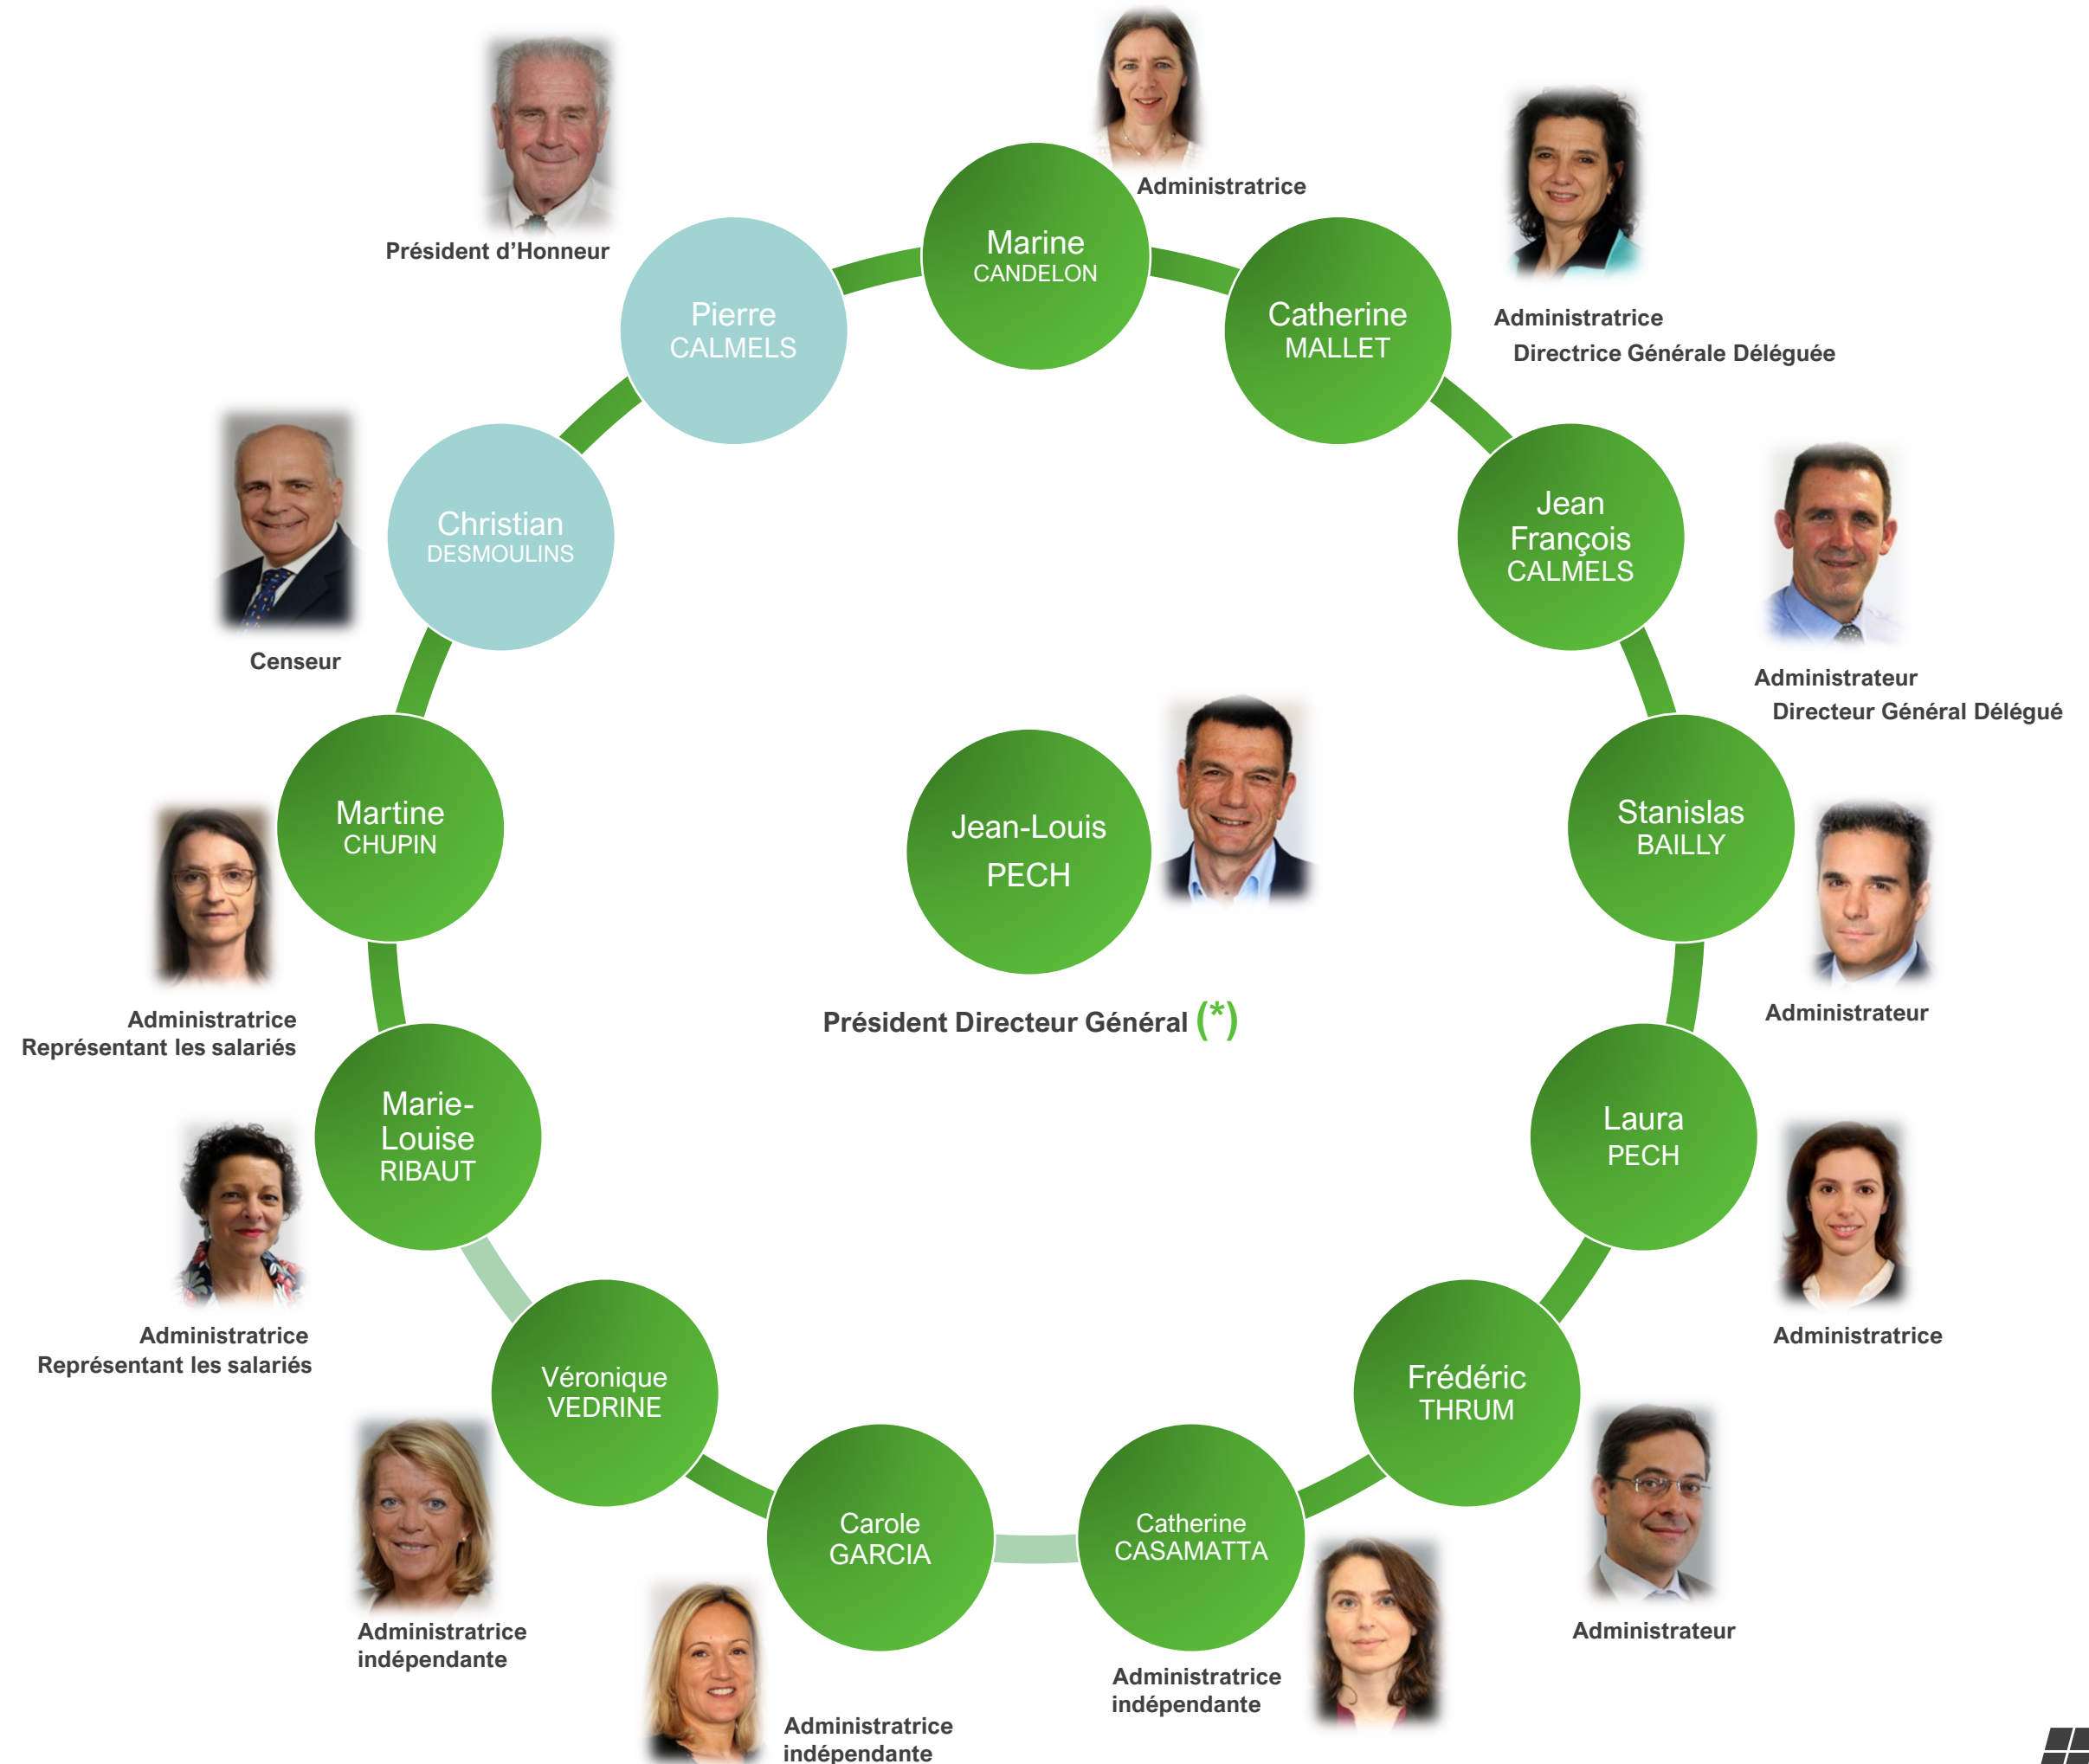 Marine
CANDELON
Administratrice
Catherine
MALLET
Administratrice
Directrice Générale Déléguée
Jean
François
CALMELS
Administrateur
Directeur Général Délégué
Stanislas
BAILLY
Administrateur
Laura
PECH
Administratrice
Frédéric
THRUM
Administrateur
Catherine
CASAMATTA
Administratrice
indépendante
Carole
GARCIA
Administratrice
indépendante
Véronique
VEDRINE
Administratrice
indépendante
Marie-
Louise
RIBAUT
Administratrice
Représentant les salariés
Martine
CHUPIN
Administratrice
Représentant les salariés
Christian
DESMOULINS
Censeur
Pierre
CALMELS
Président d’Honneur
Jean-Louis
PECH
Président Directeur Général (*)